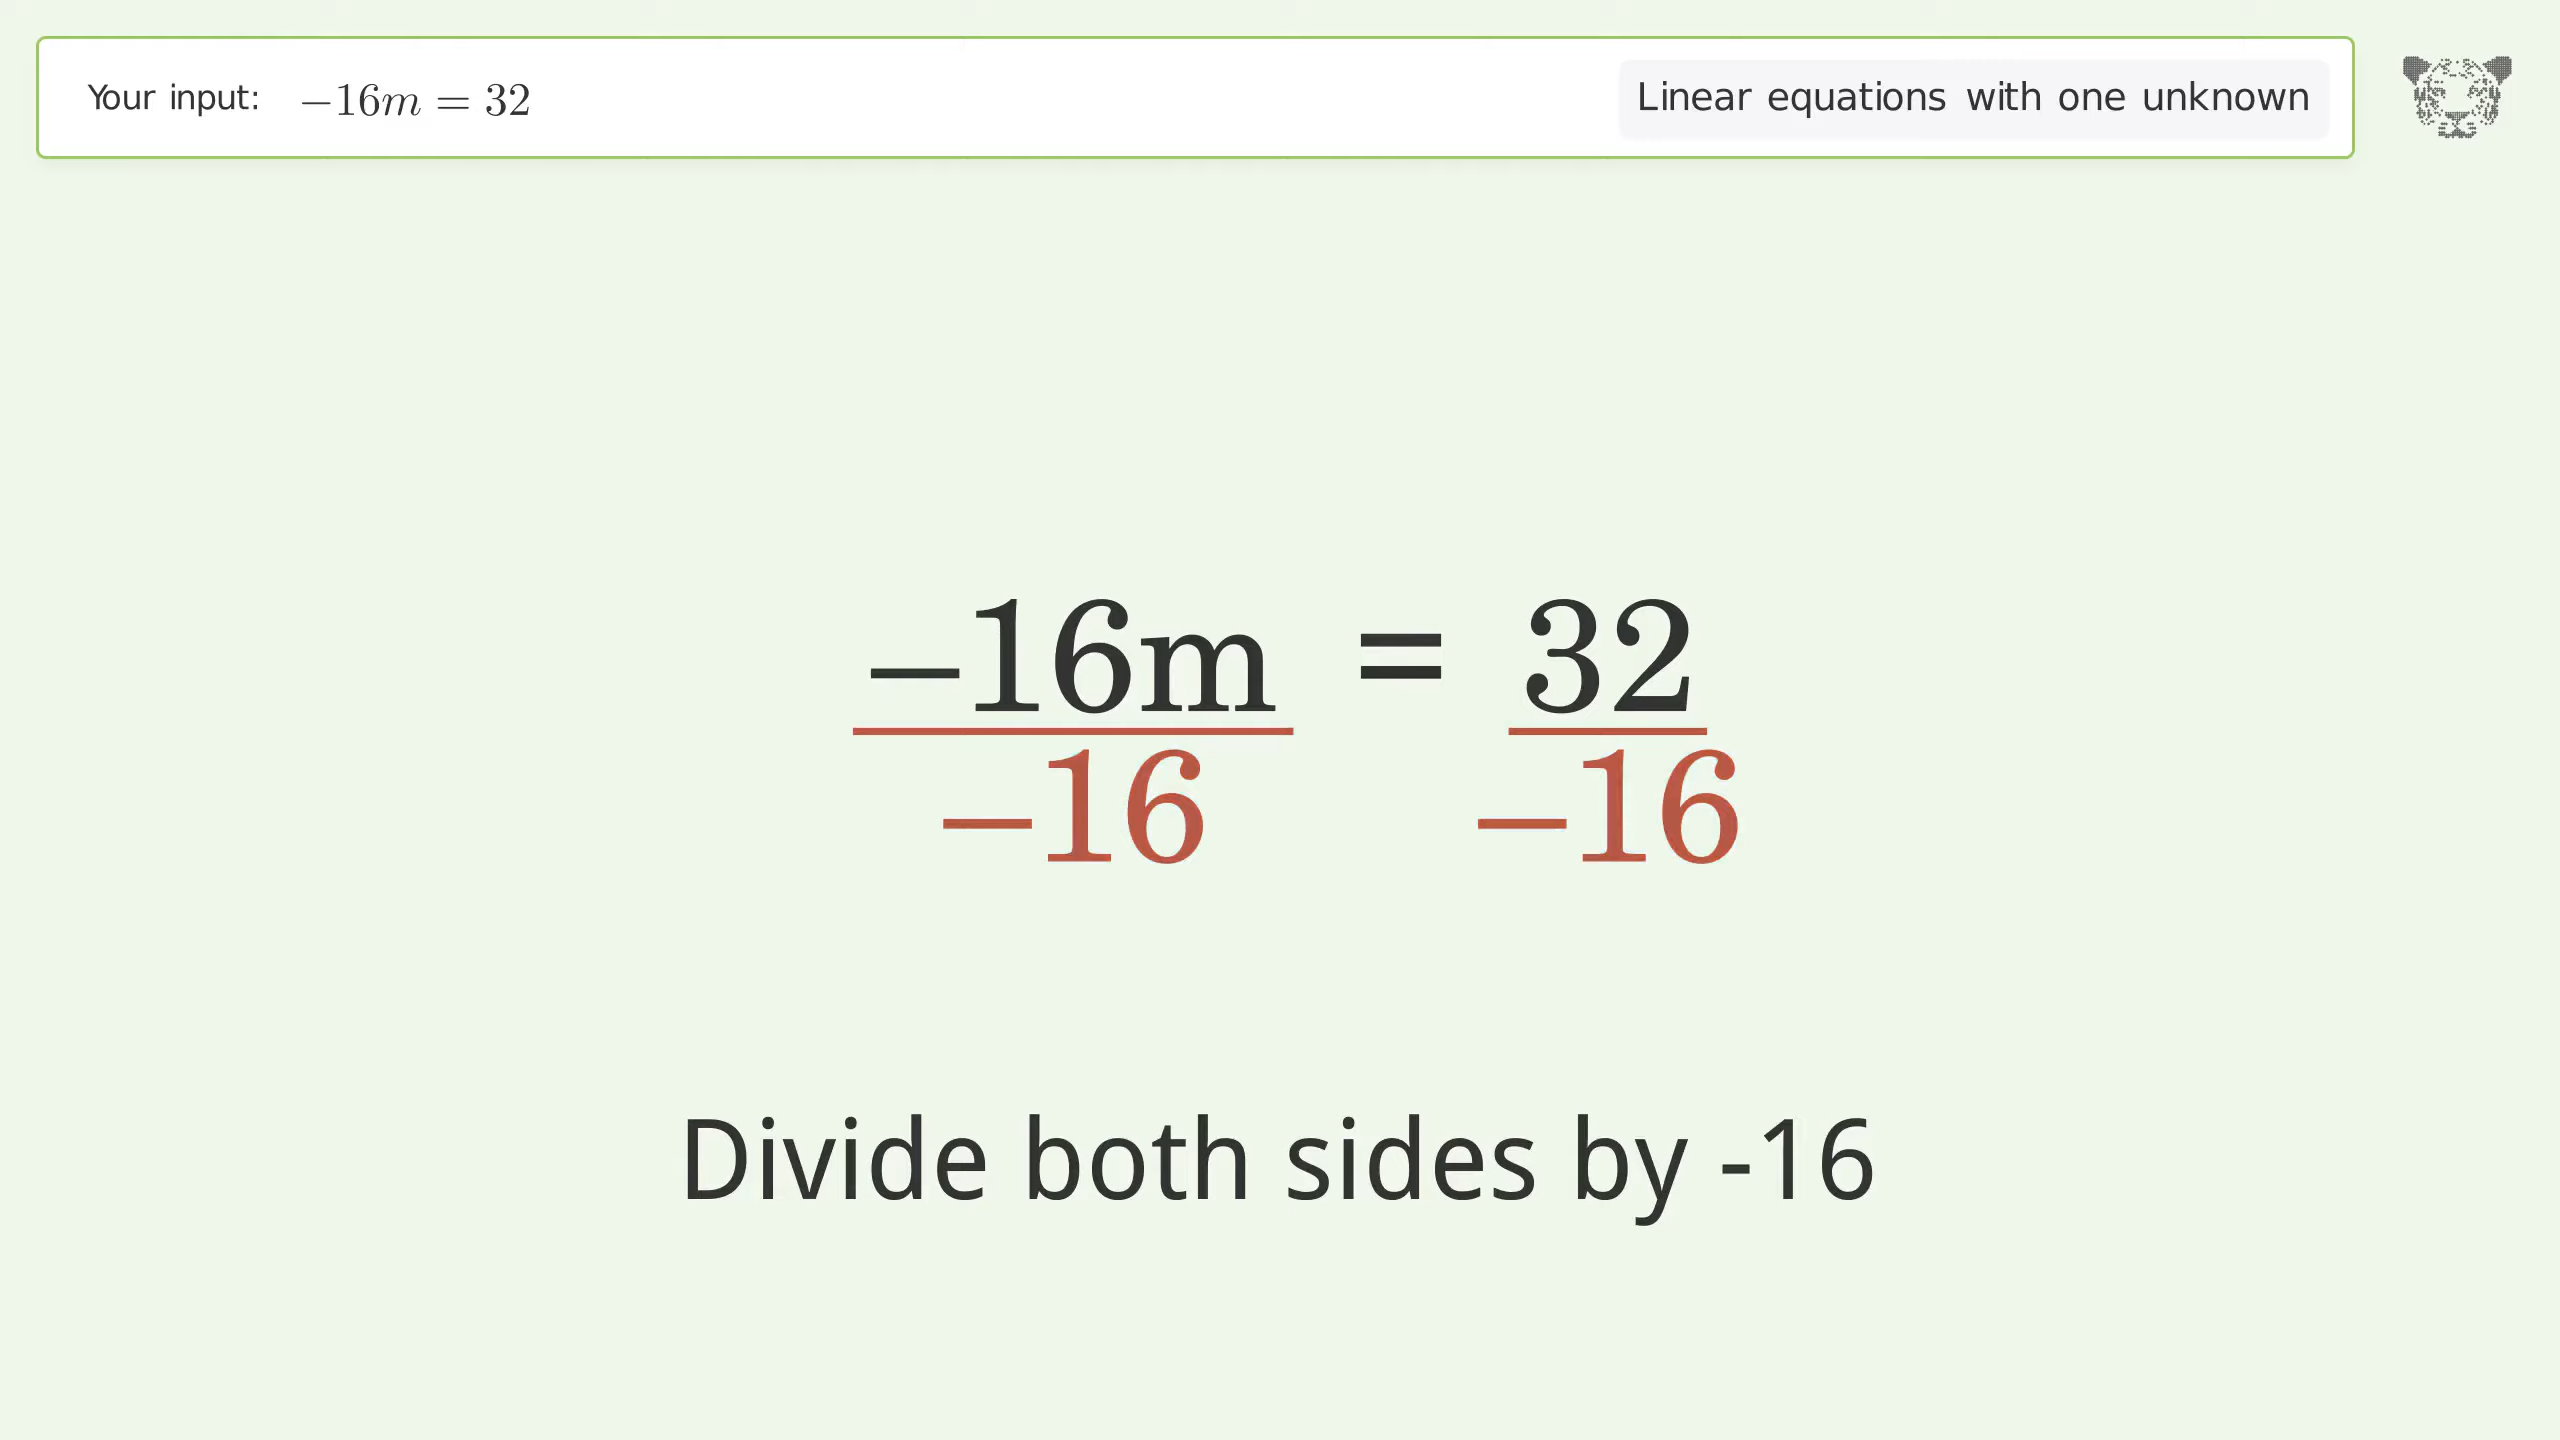 Your input: −16m = 32
Linear equations with one unknown
−16m = 32
−16 −16
Divide both sides by -16